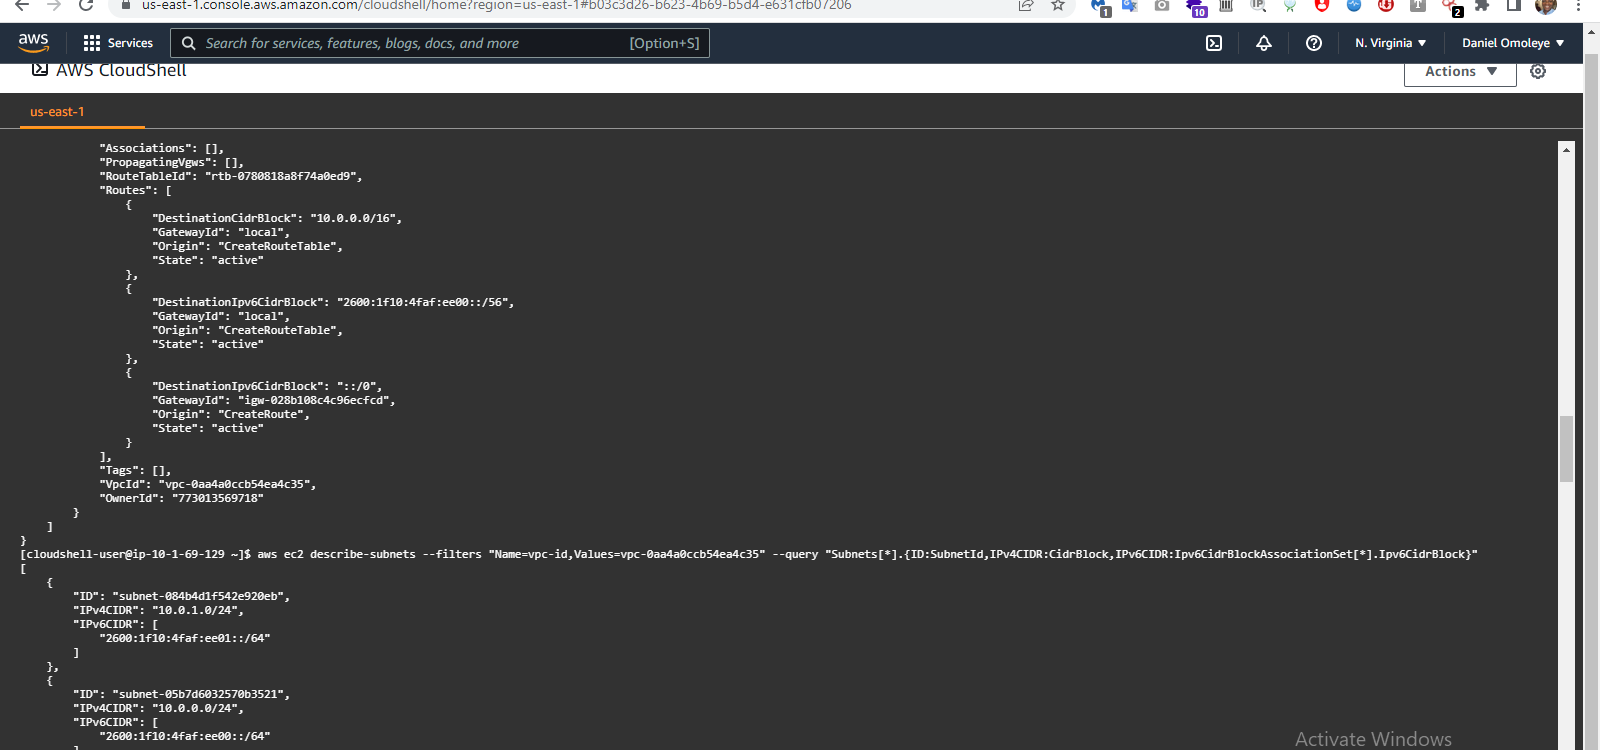 us-east-1.console.aws.amazon.com/cloudshell/home?region=us-east-1#b03c3d26-b623-4b69-b5d4-e631cfb07206
1
10
IP
T
2
aws
Services
Search for services, features, blogs, docs, and more
[Option+S]
N. Virginia ▼
Daniel Omoleye ▼
AWS CloudShell
Actions ▼
us-east-1
"Associations": [],
"PropagatingVgws": [],
"RouteTableId": "rtb-0780818a8f74a0ed9",
"Routes": [
{
"DestinationCidrBlock": "10.0.0.0/16",
"GatewayId": "local",
"Origin": "CreateRouteTable",
"State": "active"
},
{
"DestinationIpv6CidrBlock": "2600:1f10:4faf:ee00::/56",
"GatewayId": "local",
"Origin": "CreateRouteTable",
"State": "active"
},
{
"DestinationIpv6CidrBlock": "::/0",
"GatewayId": "igw-028b108c4c96ecfcd",
"Origin": "CreateRoute",
"State": "active"
}
],
"Tags": [],
"VpcId": "vpc-0aa4a0ccb54ea4c35",
"OwnerId": "773013569718"
}
]
}
[cloudshell-user@ip-10-1-69-129 ~]$ aws ec2 describe-subnets --filters "Name=vpc-id,Values=vpc-0aa4a0ccb54ea4c35" --query "Subnets[*].{ID:SubnetId,IPv4CIDR:CidrBlock,IPv6CIDR:Ipv6CidrBlockAssociationSet[*].Ipv6CidrBlock}"
[
{
"ID": "subnet-084b4d1f542e920eb",
"IPv4CIDR": "10.0.1.0/24",
"IPv6CIDR": [
"2600:1f10:4faf:ee01::/64"
]
},
{
"ID": "subnet-05b7d6032570b3521",
"IPv4CIDR": "10.0.0.0/24",
"IPv6CIDR": [
"2600:1f10:4faf:ee00::/64"
]
Activate Windows